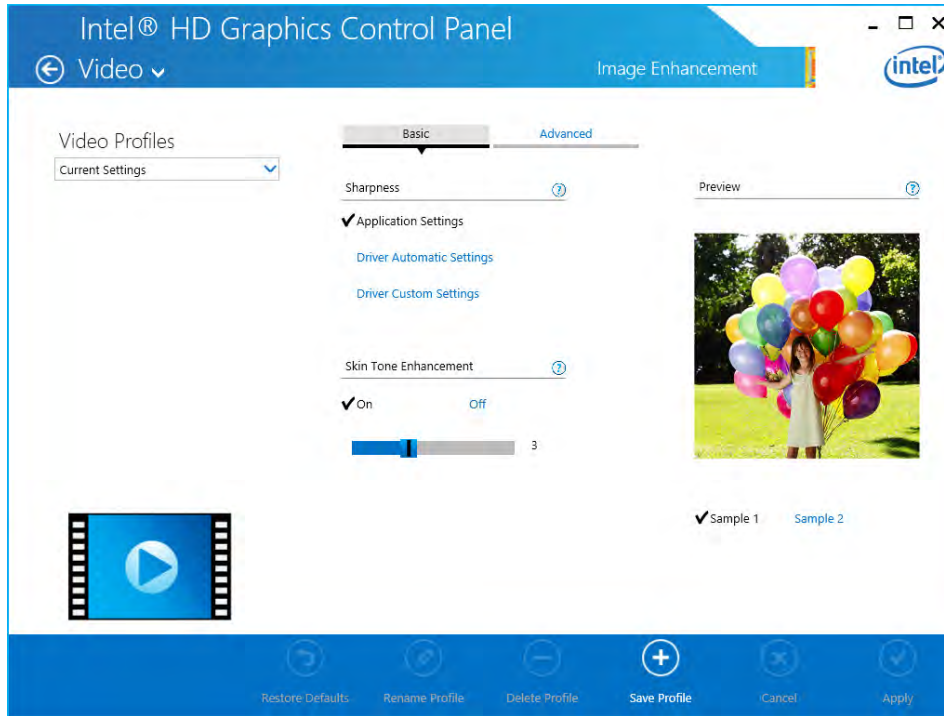 Intel® HD Graphics Control Panel
Video
Image Enhancement
intel
Video Profiles
Current Settings
Basic
Advanced
Sharpness
?
Application Settings
Driver Automatic Settings
Driver Custom Settings
Skin Tone Enhancement
?
On
Off
3
Preview
?
Sample 1
Sample 2
Restore Defaults
Rename Profile
Delete Profile
Save Profile
Cancel
Apply